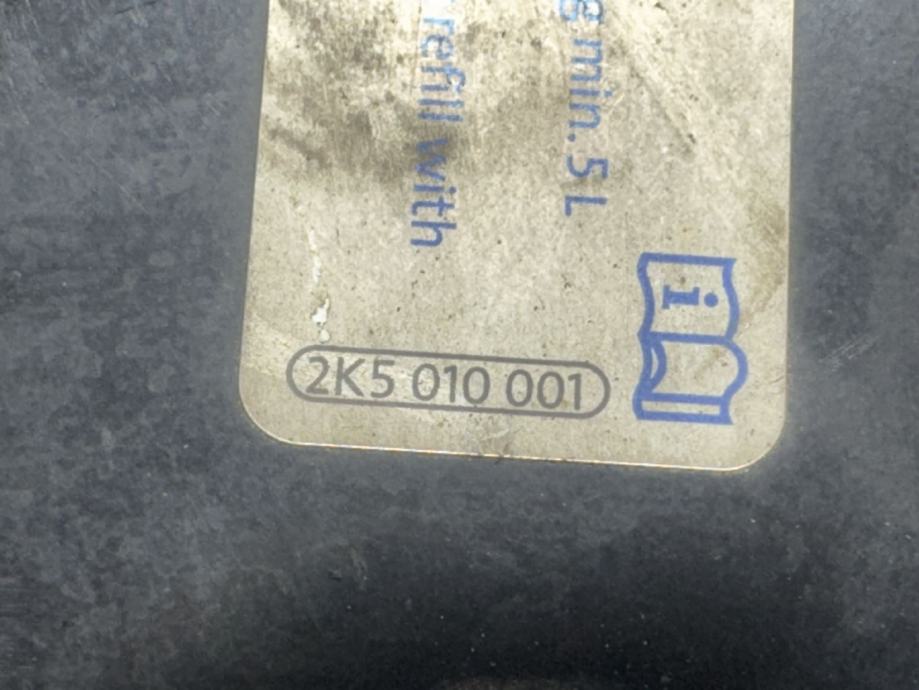 g min. 5 L
refill with
i
2K5 010 001